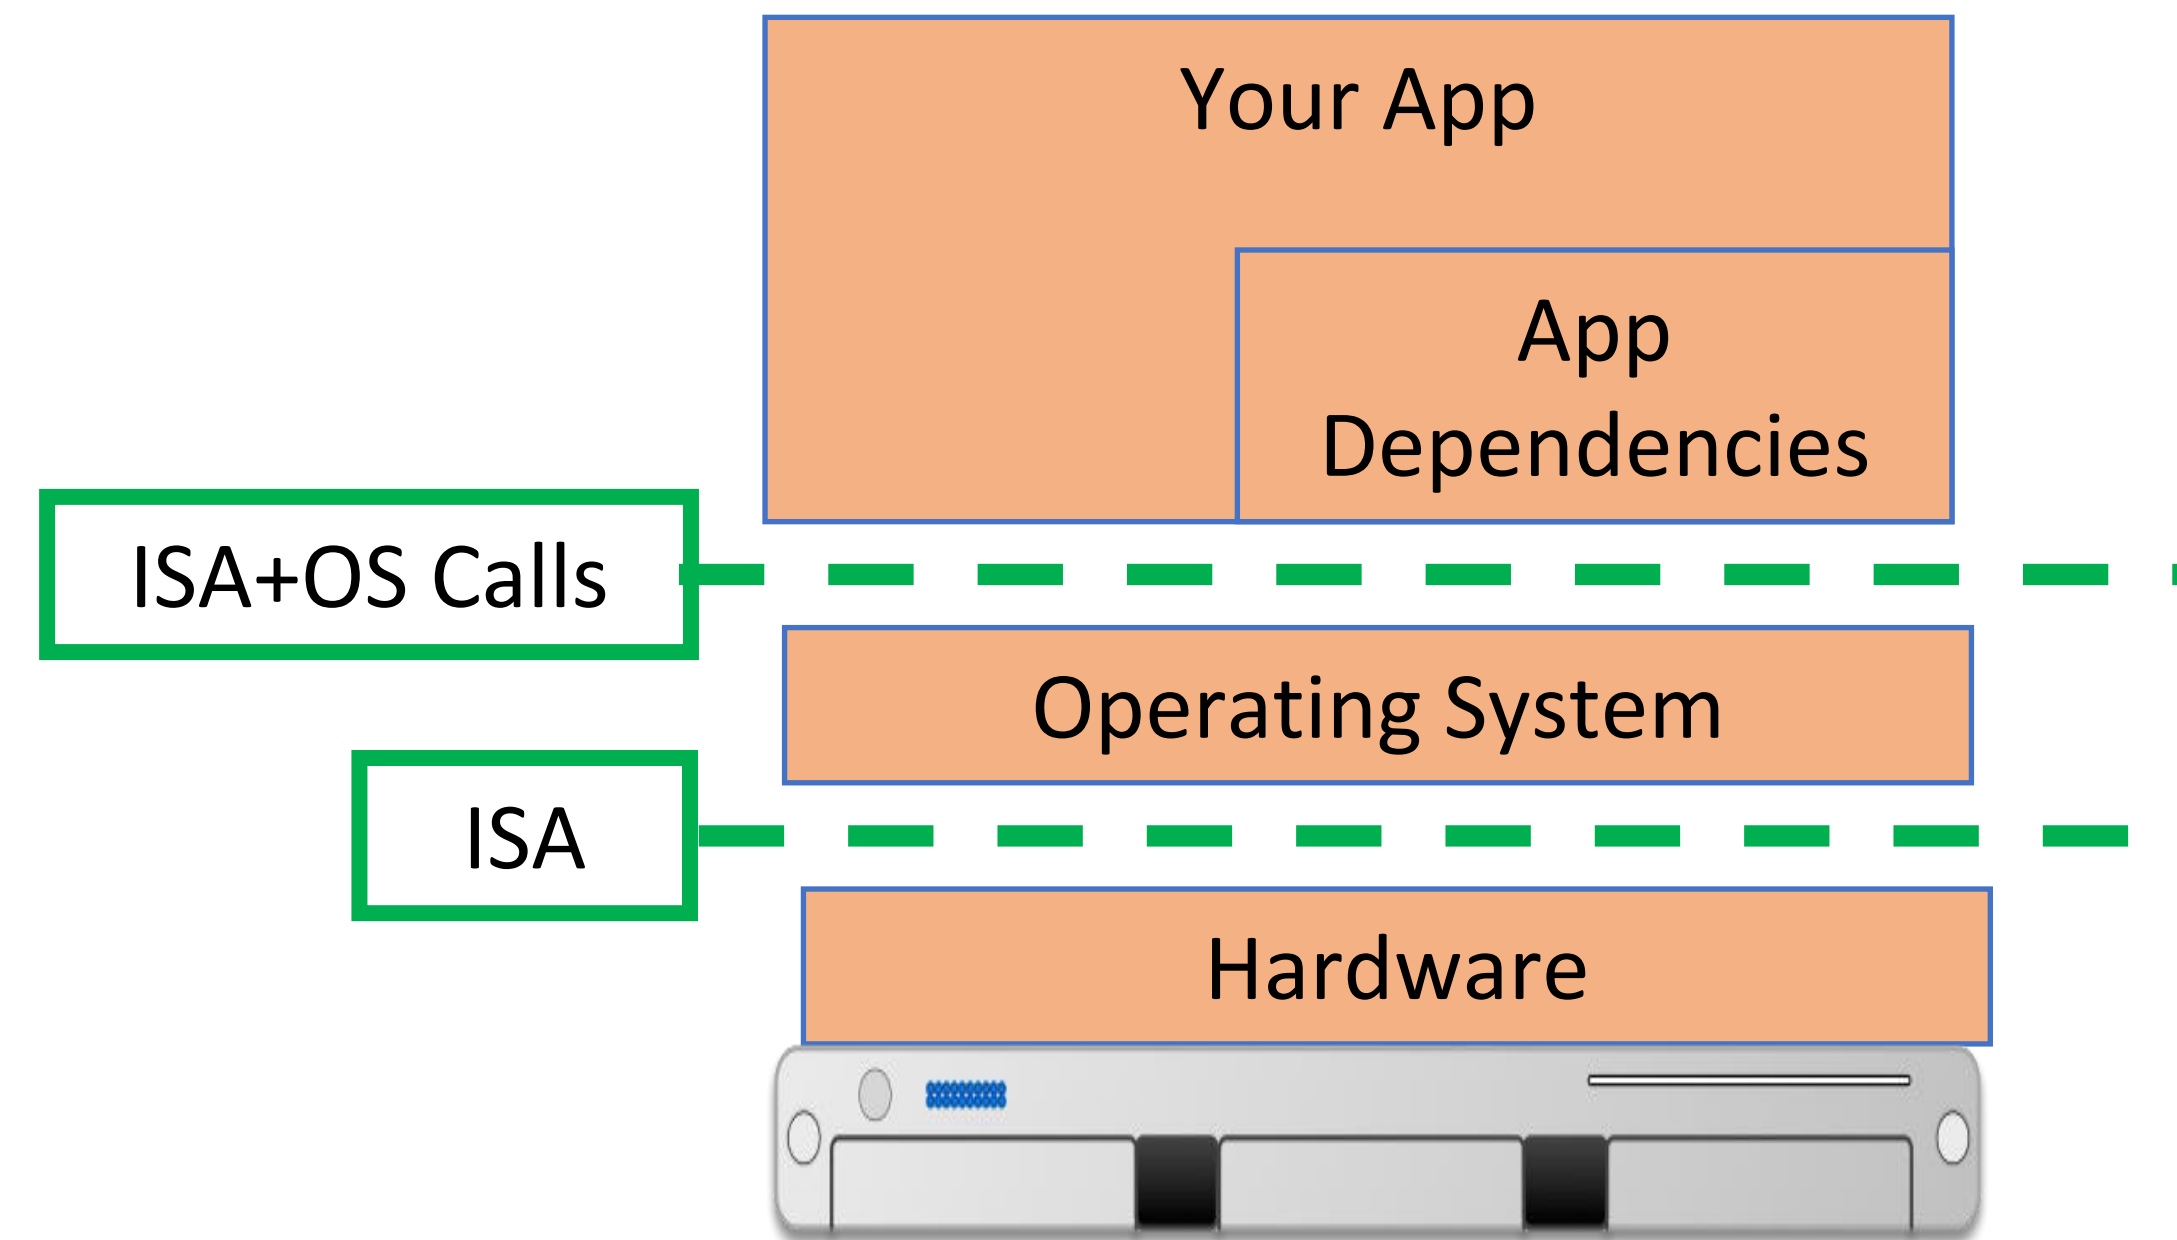 Your App
App
Dependencies
ISA+OS Calls
Operating System
ISA
Hardware